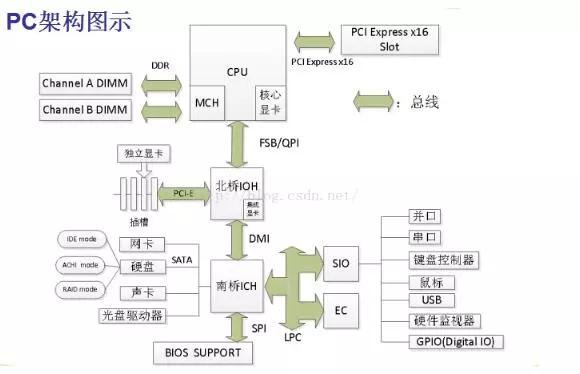 PC架构图示
PCI Express x16
Slot
PCI Express x16
CPU
MCH
核心
显卡
DDR
Channel A DIMM
Channel B DIMM
：总线
FSB/QPI
独立显卡
插槽
PCI-E
北桥IOH
集成
显卡
http://blog.csdn.net/
DMI
IDE mode
ACHI mode
RAID mode
网卡
硬盘
声卡
光盘驱动器
SATA
南桥ICH
SPI
BIOS SUPPORT
LPC
SIO
EC
并口
串口
键盘控制器
鼠标
USB
硬件监视器
GPIO(Digital IO)